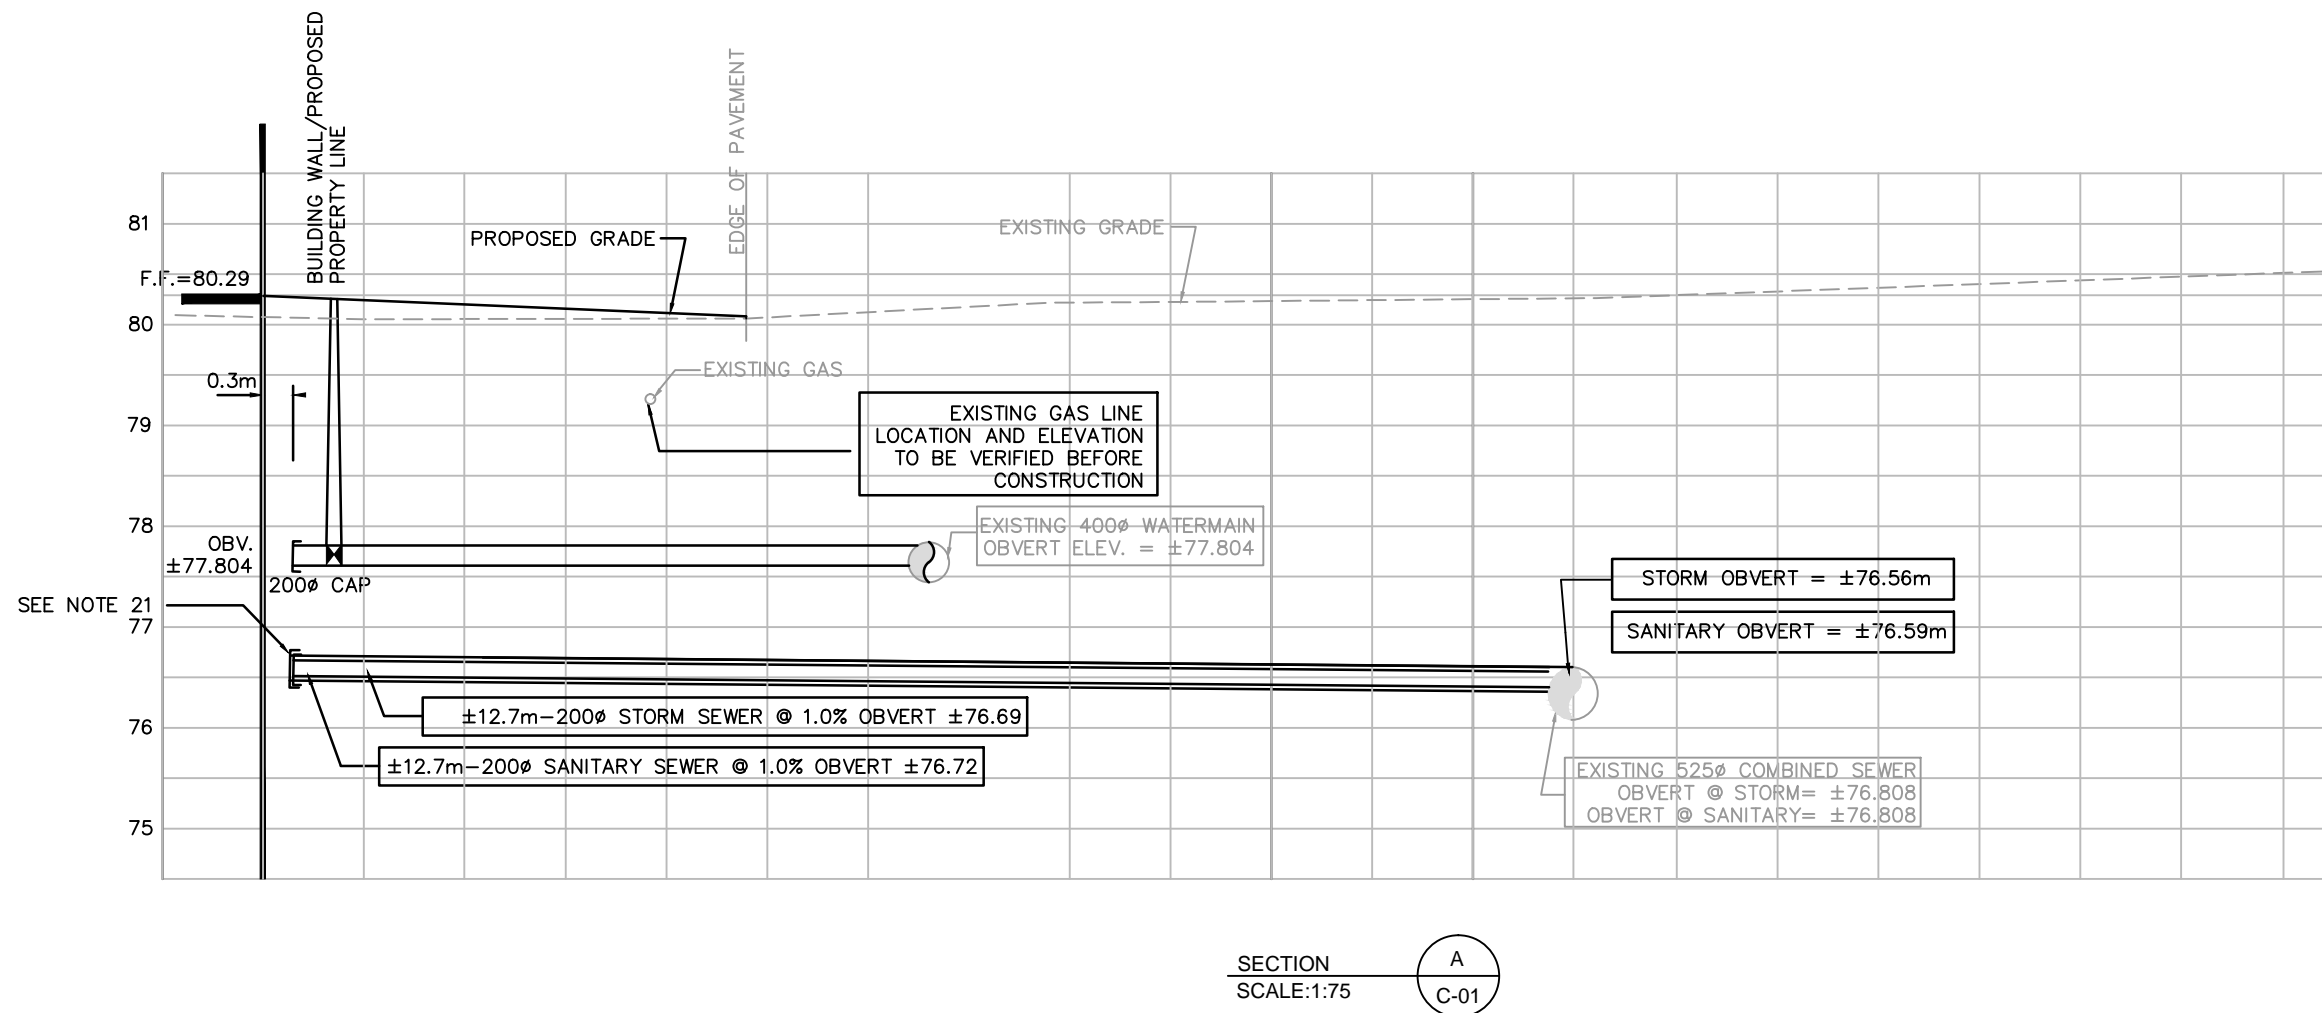 BUILDING WALL/PROPOSED
PROPERTY LINE
EDGE OF PAVEMENT
81
PROPOSED GRADE
EXISTING GRADE
F.F.=80.29
80
EXISTING GAS
0.3m
79
EXISTING GAS LINE
LOCATION AND ELEVATION
TO BE VERIFIED BEFORE
CONSTRUCTION
78
EXISTING 400ø WATERMAIN
OBVERT ELEV. = ±77.804
OBV.
±77.804
200ø CAP
SEE NOTE 21
77
STORM OBVERT = ±76.56m
SANITARY OBVERT = ±76.59m
±12.7m-200ø STORM SEWER @ 1.0% OBVERT ±76.69
76
±12.7m-200ø SANITARY SEWER @ 1.0% OBVERT ±76.72
EXISTING 525ø COMBINED SEWER
OBVERT @ STORM= ±76.808
OBVERT @ SANITARY= ±76.808
75
SECTION
SCALE:1:75
A
C-01